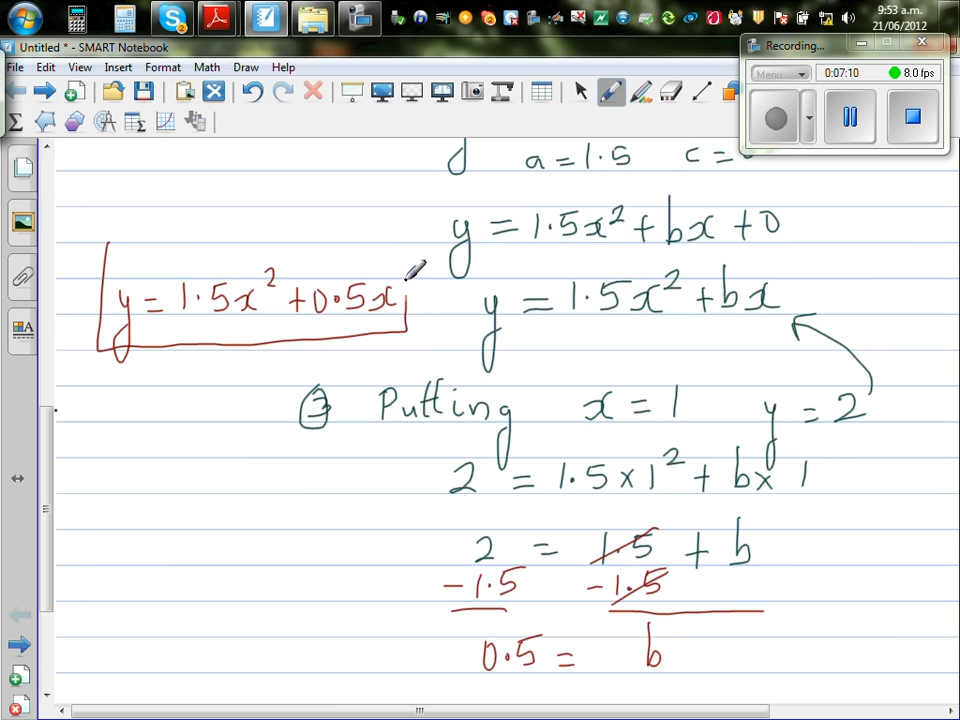 9:53 a.m.
21/06/2012
Untitled * - SMART Notebook
Recording...
File Edit View Insert Format Math Draw Help
Menu
0:07:10
8.0 fps
a = 1.5 c =
y = 1.5x² + bx + 0
y = 1.5x² + 0.5x
y = 1.5x² + bx
③ Putting x = 1 y = 2
2 = 1.5 × 1² + b × 1
2 = 1.5 + b
- 1.5 - 1.5
0.5 = b